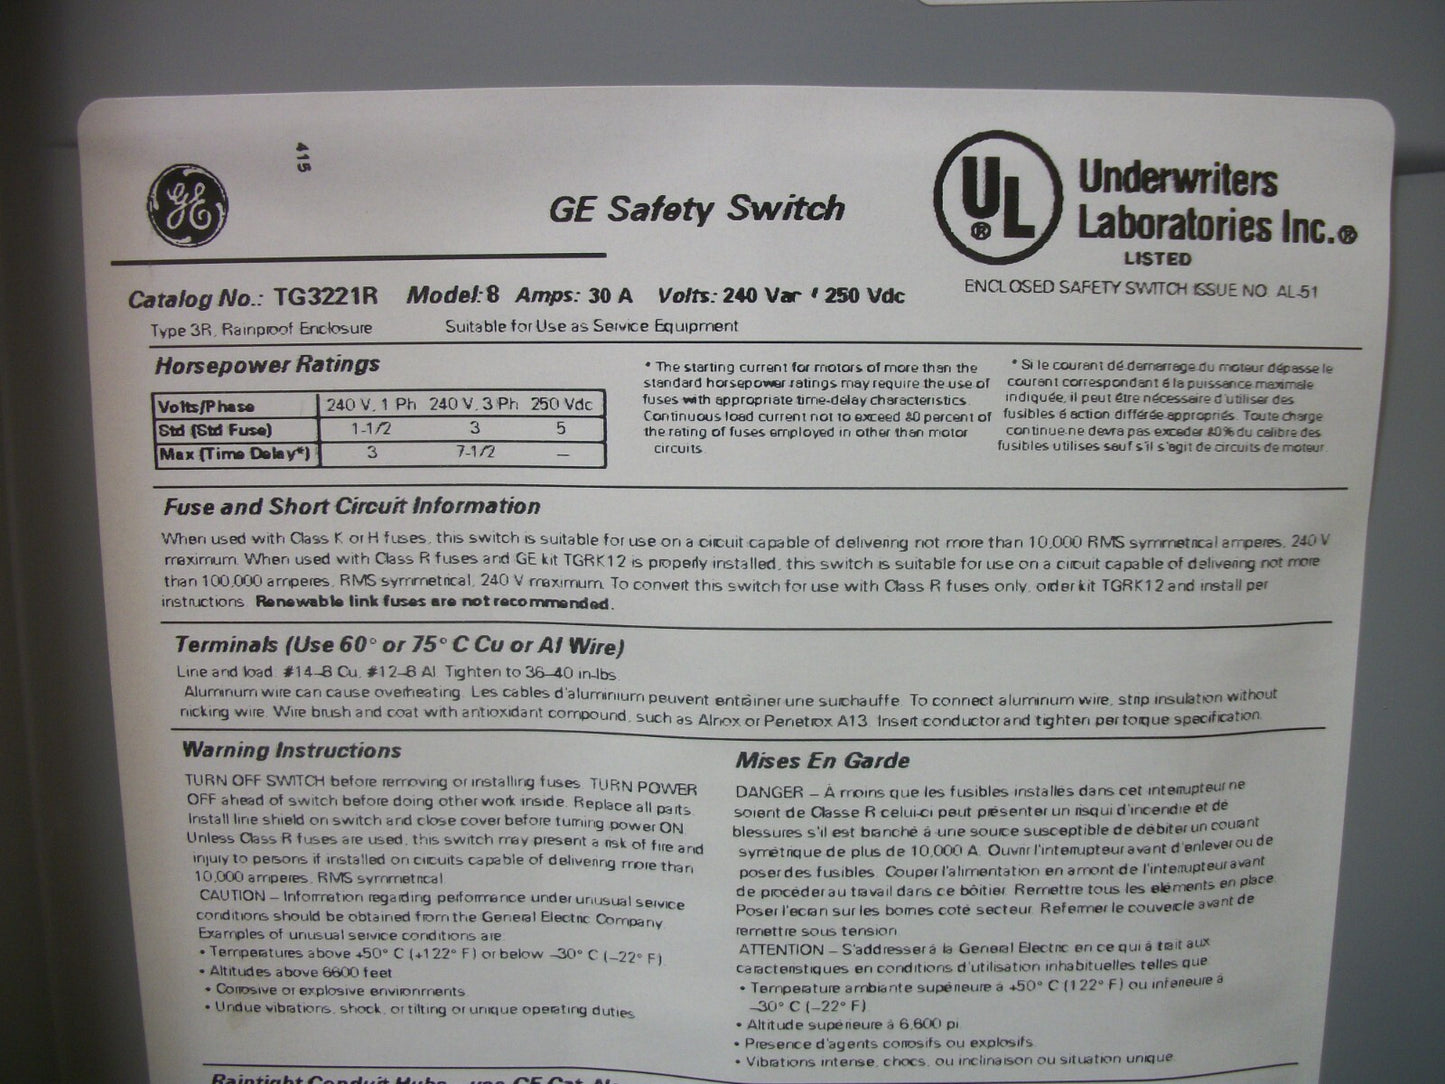 415
GE
GE Safety Switch
UL ®
Underwriters
Laboratories Inc.®
LISTED
ENCLOSED SAFETY SWITCH ISSUE NO. AL-51
Catalog No.: TG3221R Model: 8 Amps: 30 A Volts: 240 Var / 250 Vdc
Type 3R, Rainproof Enclosure Suitable for Use as Service Equipment
Horsepower Ratings
Volts/Phase 240 V, 1 Ph 240 V, 3 Ph 250 Vdc
Std (Std Fuse) 1-1/2 3 5
Max (Time Delay*) 3 7-1/2 —
* The starting current for motors of more than the
standard horsepower ratings may require the use of
fuses with appropriate time-delay characteristics.
Continuous load current not to exceed 80 percent of
the rating of fuses employed in other than motor
circuits.
* Si le courant dé demarrage du moteur dépasse le
courant correspondant é la puissance maximale
indiquée, il peut être nécessaire d'utiliser des
fusibles é action différée appropriés. Toute charge
continue ne devra pas exceder 80% du calibre des
fusibles utilises sauf s'il s'agit de circuits de moteur.
Fuse and Short Circuit Information
When used with Class K or H fuses, this switch is suitable for use on a circuit capable of delivering not more than 10,000 RMS symmetrical amperes, 240 V
maximum. When used with Class R fuses and GE kit TGRK12 is properly installed, this switch is suitable for use on a circuit capable of delivering not more
than 100,000 amperes, RMS symmetrical, 240 V maximum. To convert this switch for use with Class R fuses only, order kit TGRK12 and install per
instructions. Renewable link fuses are not recommended.
Terminals (Use 60° or 75° C Cu or Al Wire)
Line and load: #14–8 Cu, #12–8 Al. Tighten to 36–40 in-lbs.
Aluminum wire can cause overheating. Les cables d'aluminium peuvent entràiner une surchauffe. To connect aluminum wire, strip insulation without
nicking wire. Wire brush and coat with antioxidant compound, such as Alnox or Penetrox A13. Insert conductor and tighten per torque specification.
Warning Instructions
TURN OFF SWITCH before removing or installing fuses. TURN POWER
OFF ahead of switch before doing other work inside. Replace all parts.
Install line shield on switch and close cover before turning power ON.
Unless Class R fuses are used, this switch may present a risk of fire and
injury to persons if installed on circuits capable of delivering more than
10,000 amperes, RMS symmetrical.
CAUTION – Information regarding performance under unusual service
conditions should be obtained from the General Electric Company.
Examples of unusual service conditions are:
• Temperatures above +50° C (+122° F) or below –30° C (–22° F).
• Altitudes above 6600 feet
• Corrosive or explosive environments
• Undue vibrations, shock, or tilting or unique operating duties
Mises En Garde
DANGER – À moins que les fusibles installes dans cet interrupteur ne
soient de Classe R celui-ci peut présenter un risqui d'incendie et de
blessures s'il est branché à une source susceptible de débiter un courant
symétrique de plus de 10,000 A. Ouvrir l'interrupteur avant d'enlever ou de
poser des fusibles. Couper l'alimentation en amont de l'interrupteur avant
de procéder au travail dans ce bôitier. Remettre tous les eléments en place.
Poser l'ecran sur les bornes coté secteur. Refermer le couvercle avant de
remettre sous tension.
ATTENTION – S'addresser à la General Electric en ce qui à trait aux
caracteristiques en conditions d'utilisation inhabituelles telles que:
• Temperature ambiante supérieure à +50° C (122° F) ou inferieure à
–30° C (–22° F).
• Altitude supérieure à 6,600 pi.
• Presence d'agents corrosifs ou explosifs.
• Vibrations intense, chocs, ou inclinaison ou situation unique.
Raintight Conduit Hubs – use GE Cat.